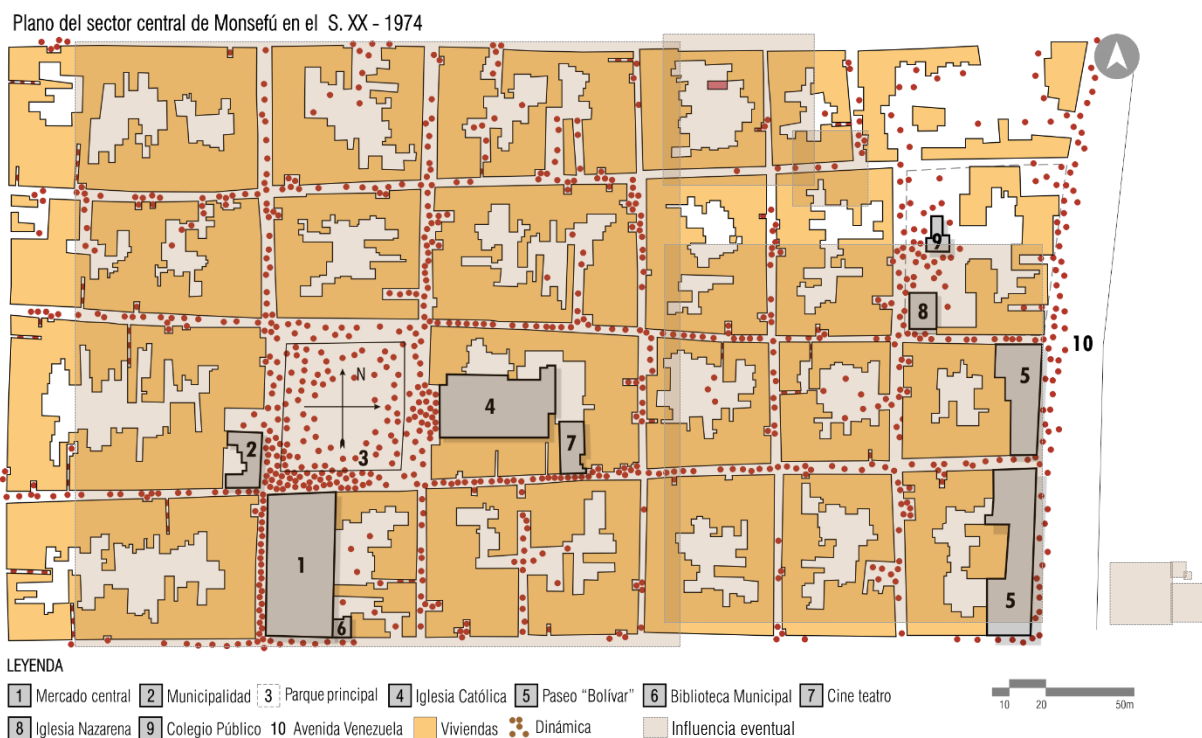 Plano del sector central de Monsefú en el S. XX - 1974
9
8
10
N
5
4
3
7
2
1
5
6
LEYENDA
1 Mercado central 2 Municipalidad 3 Parque principal 4 Iglesia Católica 5 Paseo “Bolívar” 6 Biblioteca Municipal 7 Cine teatro
8 Iglesia Nazarena 9 Colegio Público 10 Avenida Venezuela Viviendas Dinámica Influencia eventual
10 20 50m